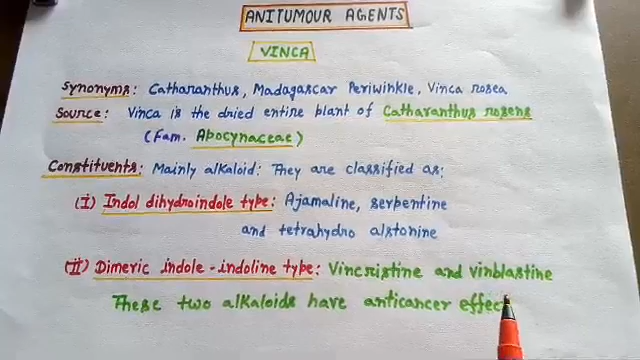 ANITUMOUR AGENTS
VINCA
Synonyms: Catharanthus, Madagascar Periwinkle, Vinca rosea
Source: Vinca is the dried entire plant of Catharanthus roseus
(Fam. Apocynaceae)
Constituents: Mainly alkaloid: They are classified as:
(I) Indol dihydroindole type: Ajamaline, serpentine
and tetrahydro alstonine
(II) Dimeric indole-indoline type: Vincristine and vinblastine
These two alkaloids have anticancer effec